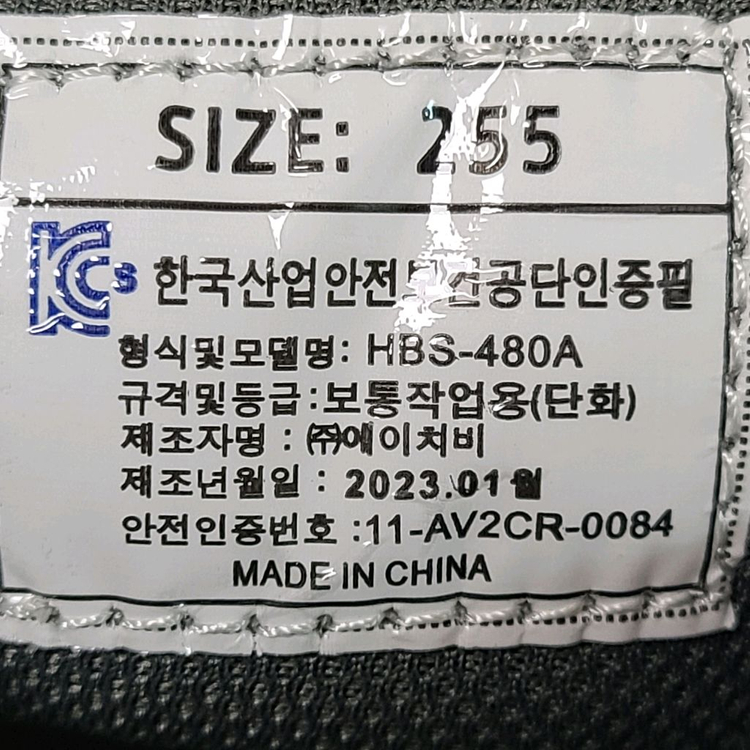 SIZE: 255
KCs 한국산업안전보건공단인증필
형식및모델명: HBS-480A
규격및등급:보통작업용(단화)
제조자명 : ㈜에이치비
제조년월일 : 2023.01월
안전인증번호 :11-AV2CR-0084
MADE IN CHINA